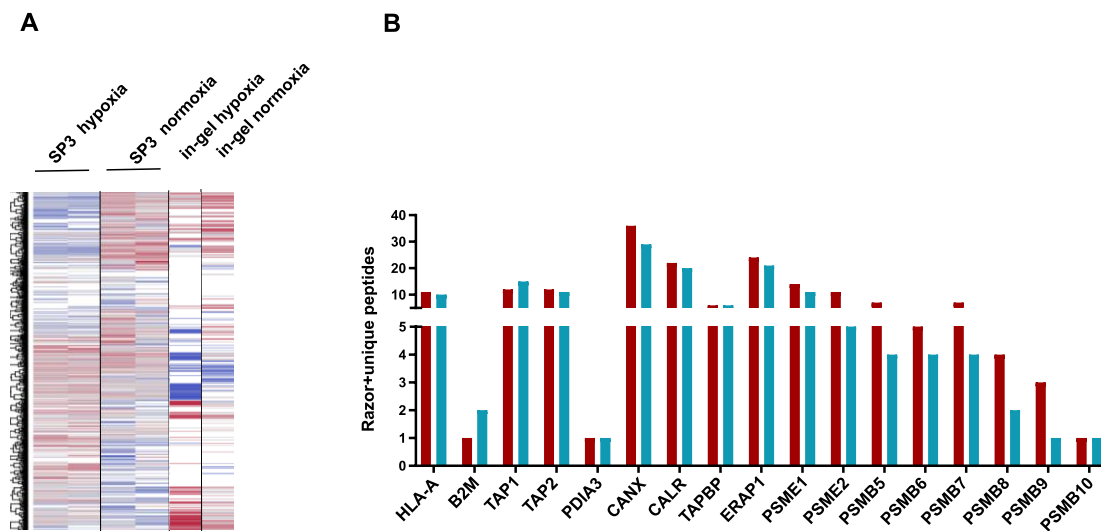 A
SP3 hypoxia
SP3 normoxia
in-gel hypoxia
in-gel normoxia
B
Razor+unique peptides
40
30
20
10
5
4
3
2
1
0
HLA-A
B2M
TAP1
TAP2
PDIA3
CANX
CALR
TAPBP
ERAP1
PSME1
PSME2
PSMB5
PSMB6
PSMB7
PSMB8
PSMB9
PSMB10